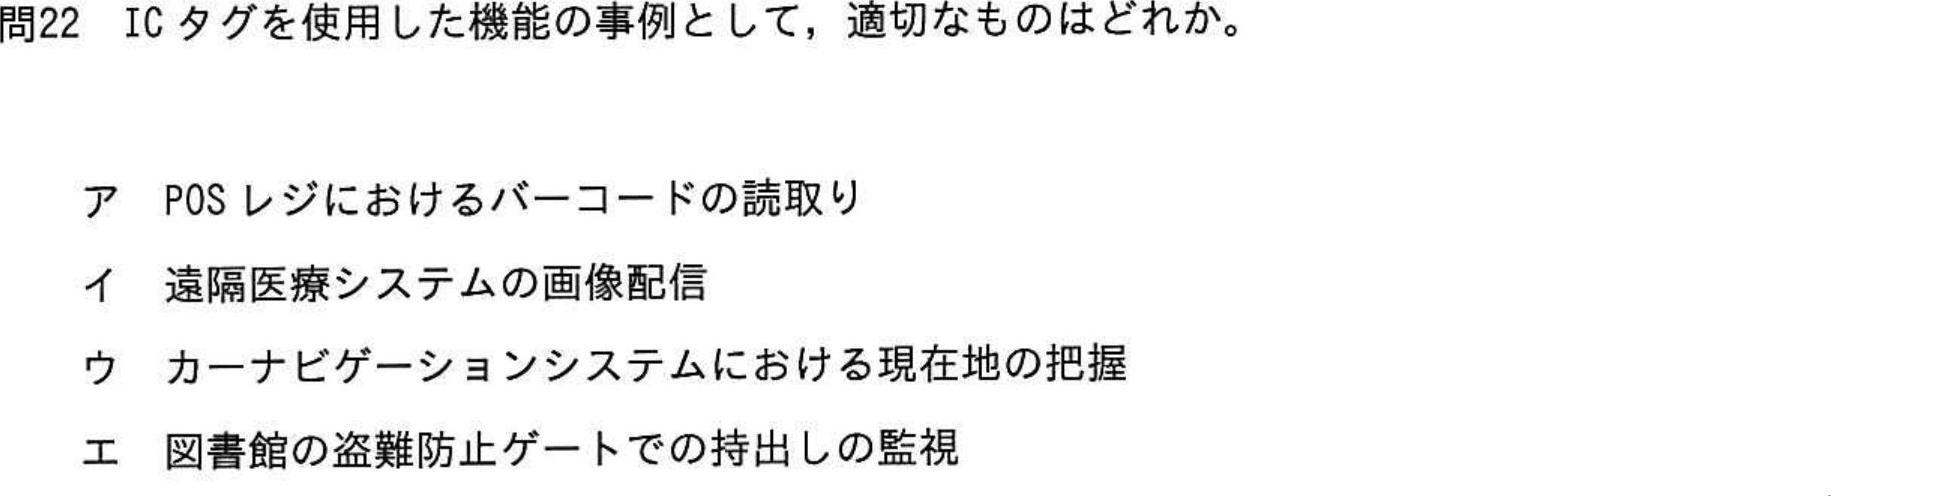 問22 IC タグを使用した機能の事例として，適切なものはどれか。
ア POS レジにおけるバーコードの読取り
イ 遠隔医療システムの画像配信
ウ カーナビゲーションシステムにおける現在地の把握
エ 図書館の盗難防止ゲートでの持出しの監視